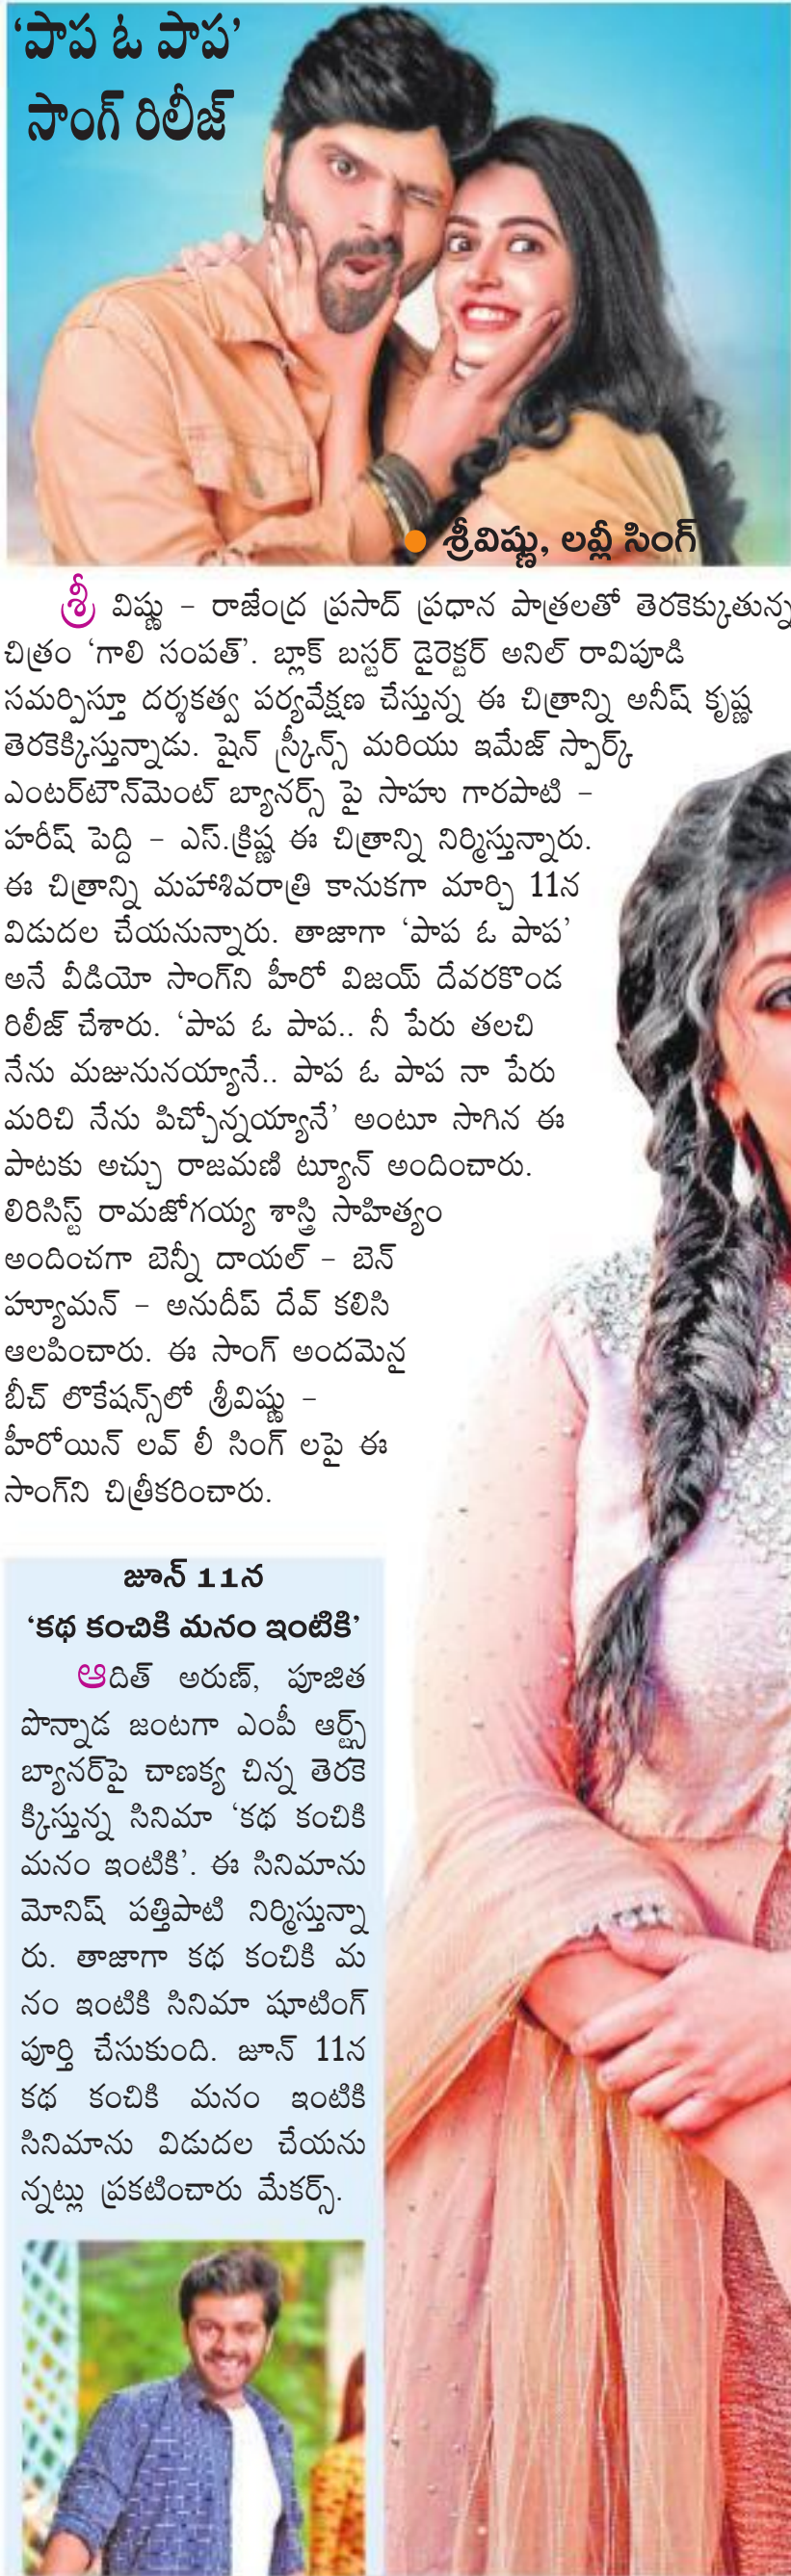 ‘పాప ఓ పాప’
సాంగ్ రిలీజ్
శ్రీవిష్ణు, లవ్లీ సింగ్
శ్రీ విష్ణు – రాజేంద్ర ప్రసాద్ ప్రధాన పాత్రలతో తెరకెక్కుతున్న
చిత్రం ‘గాలి సంపత్’. బ్లాక్ బస్టర్ డైరెక్టర్ అనిల్ రావిపూడి
సమర్పిస్తూ దర్శకత్వ పర్యవేక్షణ చేస్తున్న ఈ చిత్రాన్ని అనీష్ కృష్ణ
తెరకెక్కిస్తున్నాడు. షైన్ స్క్రీన్స్ మరియు ఇమేజ్ స్పార్క్
ఎంటర్‌టౌన్‌మెంట్ బ్యానర్స్ పై సాహు గారపాటి –
హరీష్ పెద్ది – ఎస్.క్రిష్ణ ఈ చిత్రాన్ని నిర్మిస్తున్నారు.
ఈ చిత్రాన్ని మహాశివరాత్రి కానుకగా మార్చి 11న
విడుదల చేయనున్నారు. తాజాగా ‘పాప ఓ పాప’
అనే వీడియో సాంగ్‌ని హీరో విజయ్ దేవరకొండ
రిలీజ్ చేశారు. ‘పాప ఓ పాప.. నీ పేరు తలచి
నేను మజునునయ్యానే.. పాప ఓ పాప నా పేరు
మరిచి నేను పిచ్చోన్నయ్యానే’ అంటూ సాగిన ఈ
పాటకు అచ్చు రాజమణి ట్యూన్ అందించారు.
లిరిసిస్ట్ రామజోగయ్య శాస్త్రి సాహిత్యం
అందించగా బెన్నీ దాయల్ – బెన్
హ్యూమన్ – అనుదీప్ దేవ్ కలిసి
ఆలపించారు. ఈ సాంగ్ అందమెనై
బీచ్ లొకేషన్స్‌లో శ్రీవిష్ణు –
హీరోయిన్ లవ్ లీ సింగ్ లపై ఈ
సాంగ్‌ని చిత్రీకరించారు.
జూన్ 11న
‘కథ కంచికి మనం ఇంటికి’
ఆదిత్ అరుణ్, పూజిత
పొన్నాడ జంటగా ఎంపీ ఆర్ట్స్
బ్యానర్‌పై చాణక్య చిన్న తెరకె
క్కిస్తున్న సినిమా ‘కథ కంచికి
మనం ఇంటికి’. ఈ సినిమాను
మోనిష్ పత్తిపాటి నిర్మిస్తున్నా
రు. తాజాగా కథ కంచికి మ
నం ఇంటికి సినిమా షూటింగ్
పూర్తి చేసుకుంది. జూన్ 11న
కథ కంచికి మనం ఇంటికి
సినిమాను విడుదల చేయను
న్నట్లు ప్రకటించారు మేకర్స్.